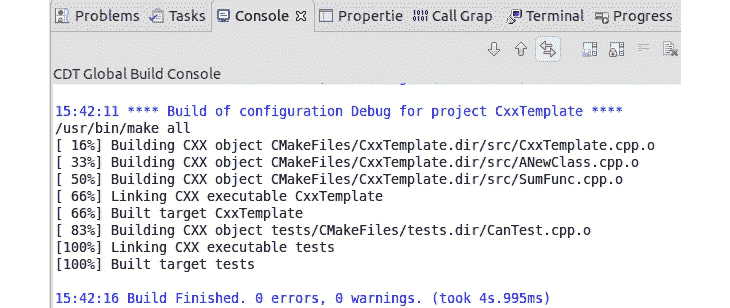 Problems Tasks Console Propertie Call Grap Terminal Progress
CDT Global Build Console
15:42:11 **** Build of configuration Debug for project CxxTemplate ****
/usr/bin/make all
[ 16%] Building CXX object CMakeFiles/CxxTemplate.dir/src/CxxTemplate.cpp.o
[ 33%] Building CXX object CMakeFiles/CxxTemplate.dir/src/ANewClass.cpp.o
[ 50%] Building CXX object CMakeFiles/CxxTemplate.dir/src/SumFunc.cpp.o
[ 66%] Linking CXX executable CxxTemplate
[ 66%] Built target CxxTemplate
[ 83%] Building CXX object tests/CMakeFiles/tests.dir/CanTest.cpp.o
[100%] Linking CXX executable tests
[100%] Built target tests
15:42:16 Build Finished. 0 errors, 0 warnings. (took 4s.995ms)